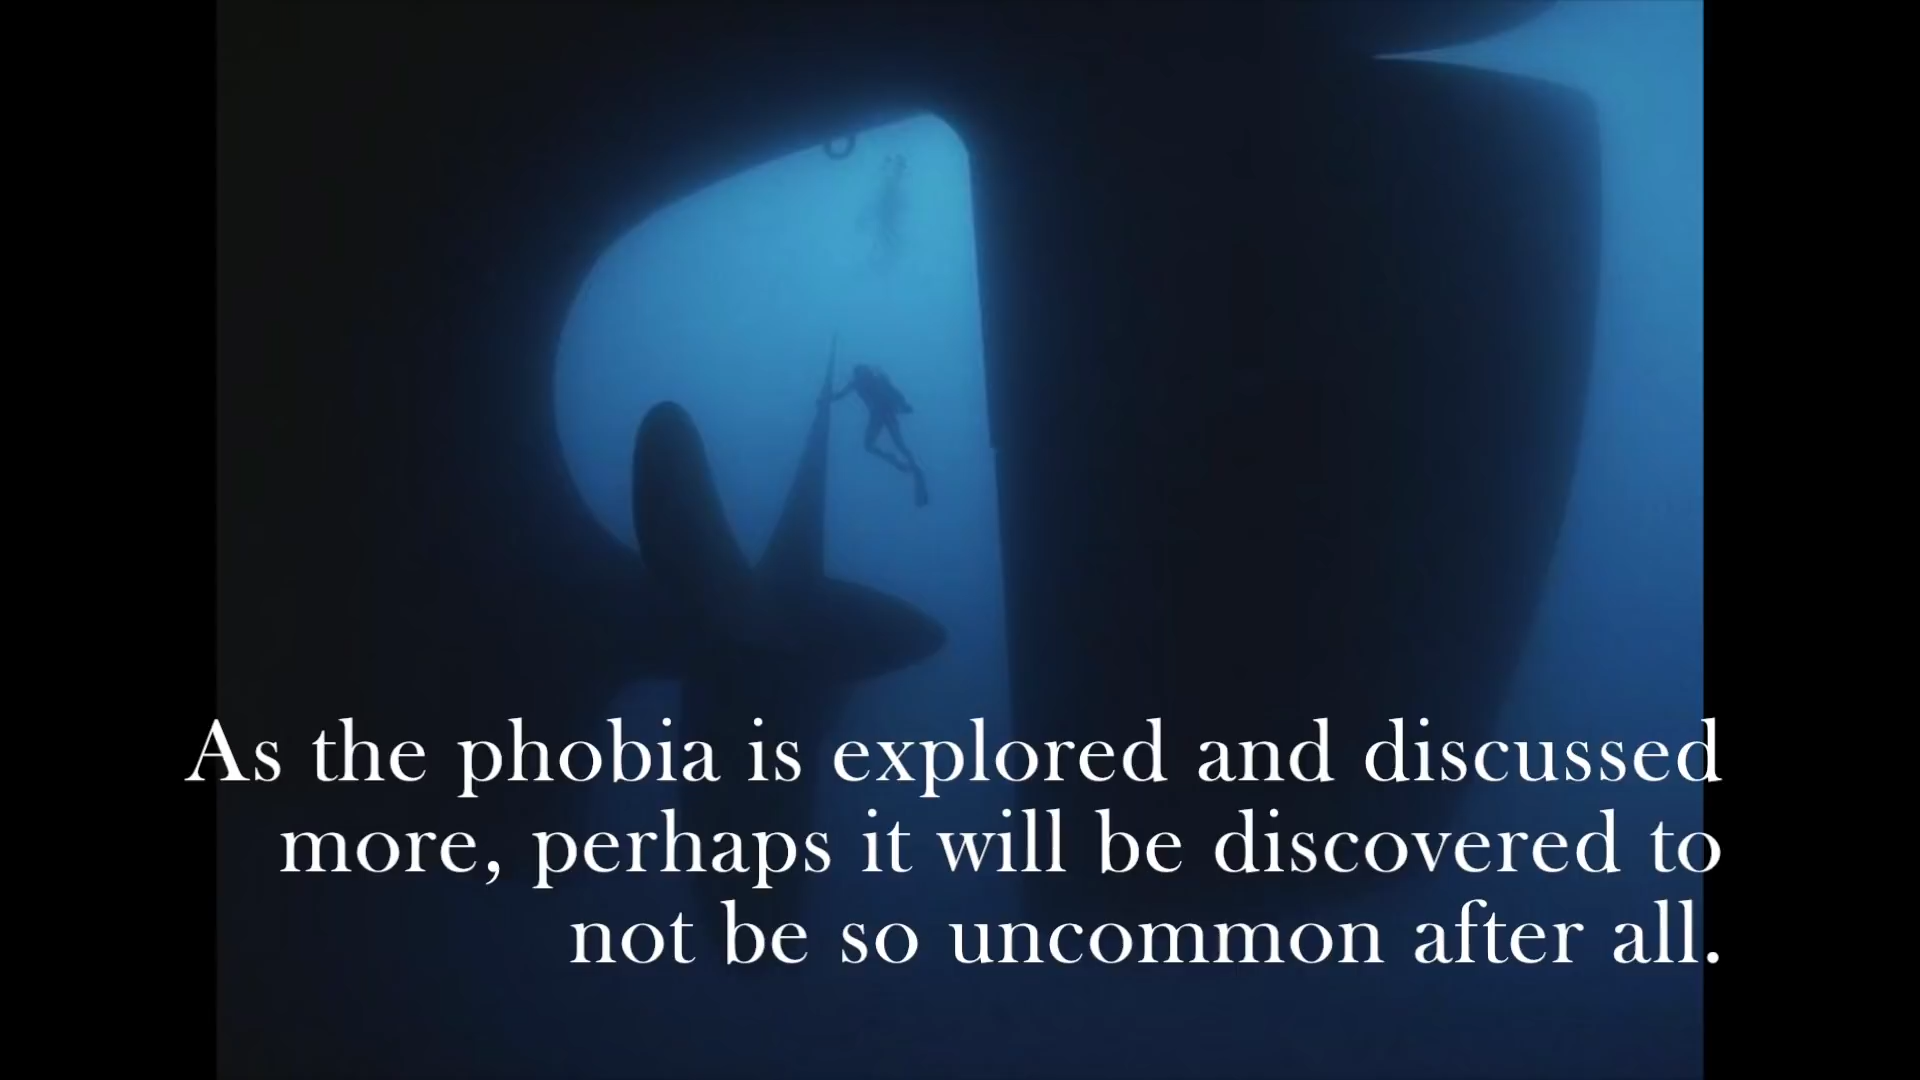 As the phobia is explored and discussed
more, perhaps it will be discovered to
not be so uncommon after all.